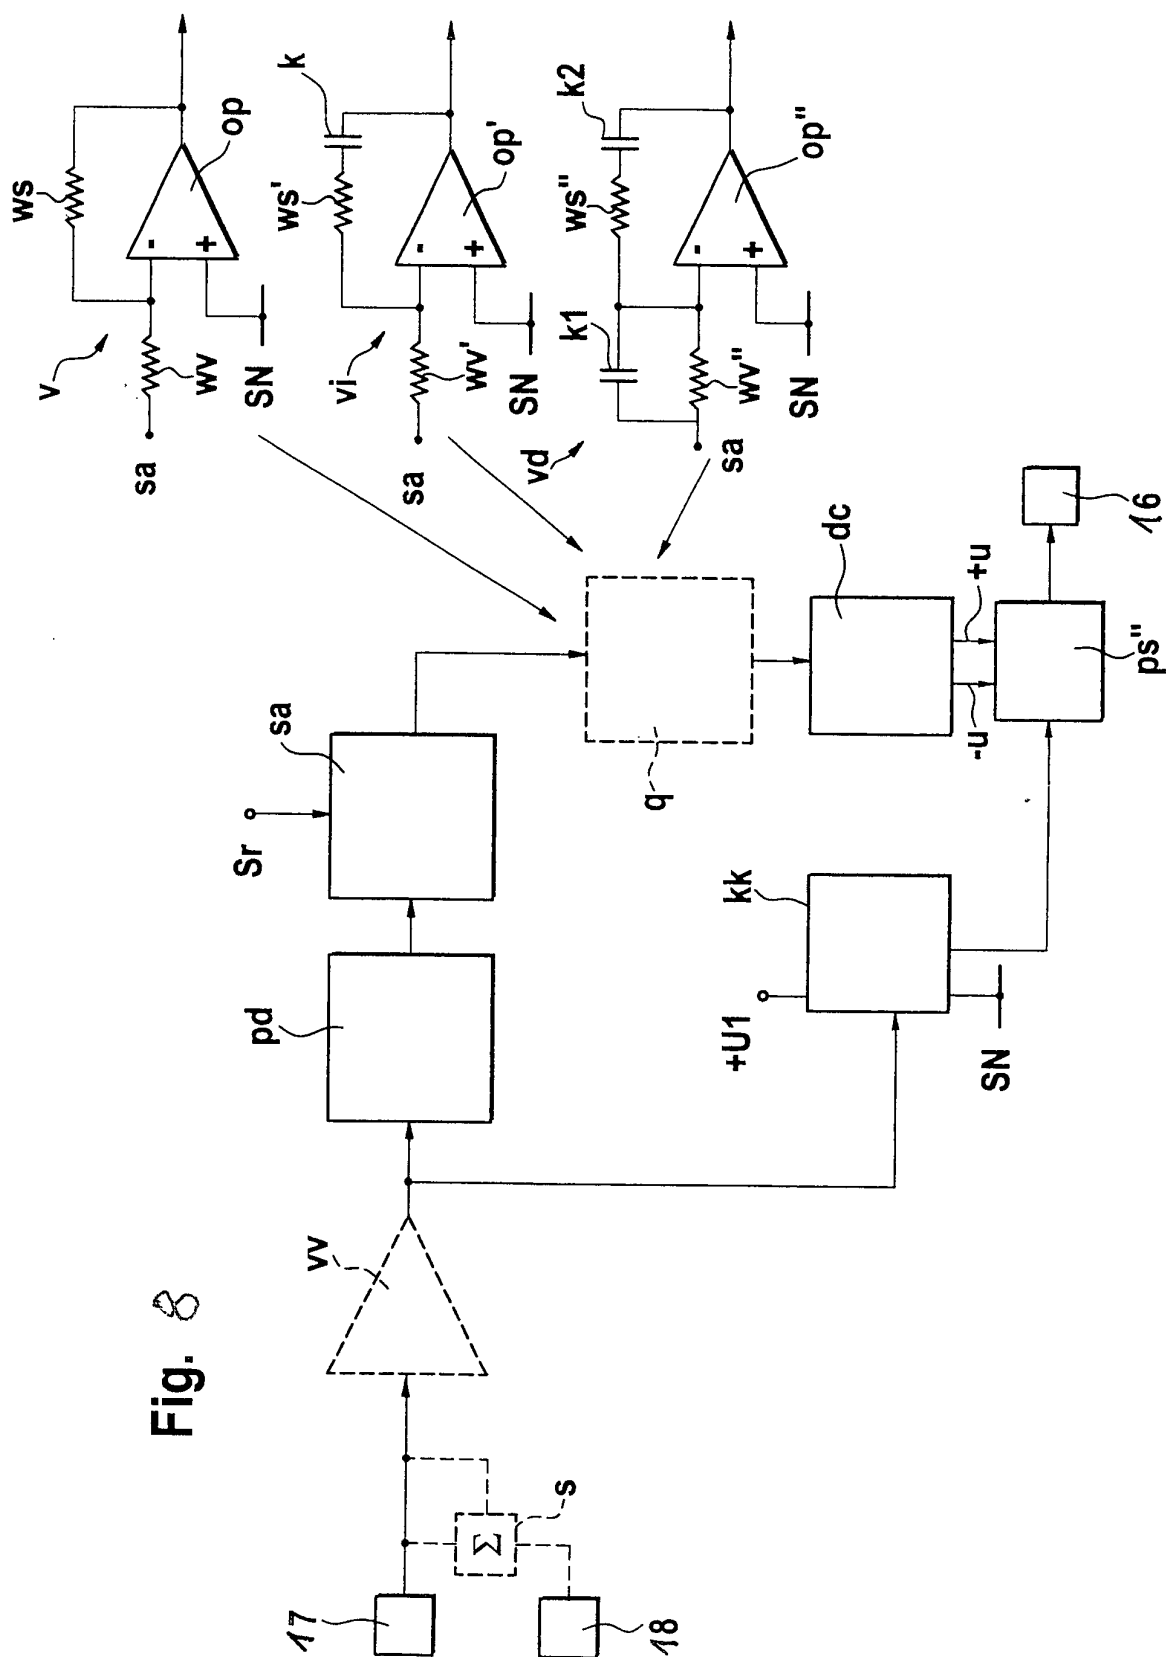 Fig. 8
17
18
Σ
s
vv
pd
Sr
sa
q
+U1
kk
SN
dc
-u
+u
ps"
16
v
ws
sa
wv
SN
-
+
op
vi
ws'
k
sa
wv'
SN
-
+
op'
vd
k1
ws"
k2
sa
wv"
SN
-
+
op"